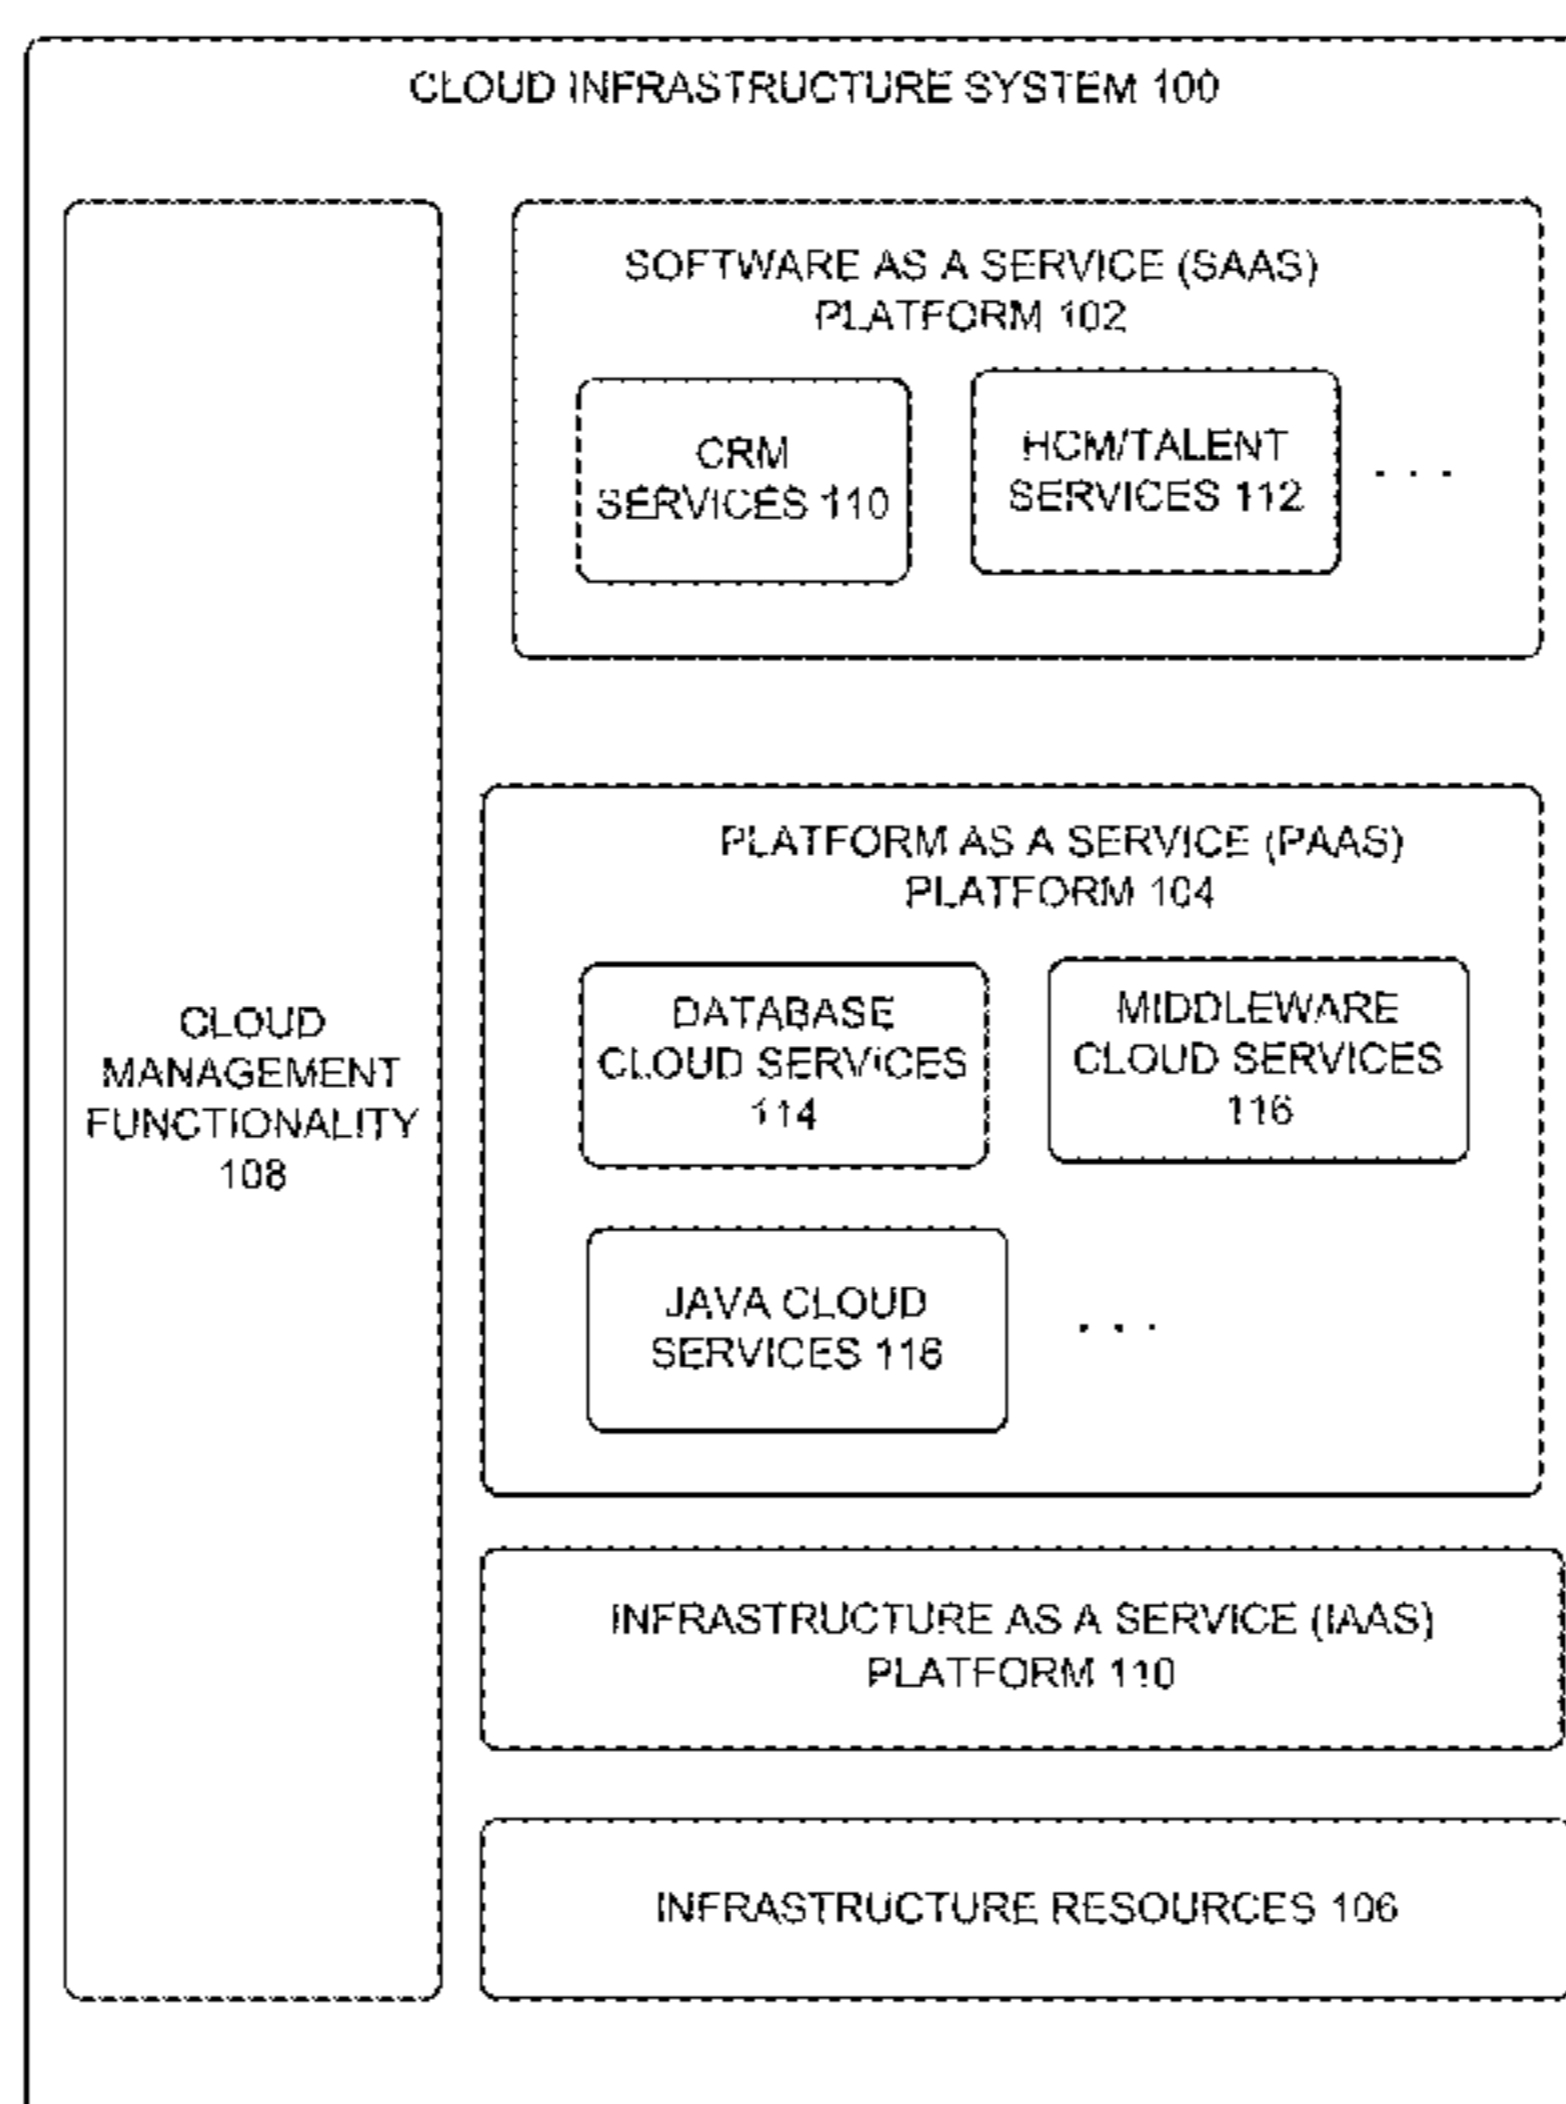 CLOUD INFRASTRUCTURE SYSTEM 100
SOFTWARE AS A SERVICE (SAAS)
PLATFORM 102
CRM
SERVICES 110
HCM/TALENT
SERVICES 112
. . .
PLATFORM AS A SERVICE (PAAS)
PLATFORM 104
CLOUD
MANAGEMENT
FUNCTIONALITY
108
DATABASE
CLOUD SERVICES
114
MIDDLEWARE
CLOUD SERVICES
116
JAVA CLOUD
SERVICES 116
. . .
INFRASTRUCTURE AS A SERVICE (IAAS)
PLATFORM 110
INFRASTRUCTURE RESOURCES 106